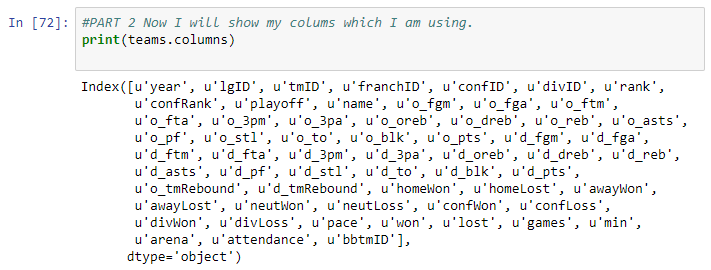 In [72]: #PART 2 Now I will show my colums which I am using.
print(teams.columns)
Index([u'year', u'lgID', u'tmID', u'franchID', u'confID', u'divID', u'rank',
u'confRank', u'playoff', u'name', u'o_fgm', u'o_fga', u'o_ftm',
u'o_fta', u'o_3pm', u'o_3pa', u'o_oreb', u'o_dreb', u'o_reb', u'o_asts',
u'o_pf', u'o_stl', u'o_to', u'o_blk', u'o_pts', u'd_fgm', u'd_fga',
u'd_ftm', u'd_fta', u'd_3pm', u'd_3pa', u'd_oreb', u'd_dreb', u'd_reb',
u'd_asts', u'd_pf', u'd_stl', u'd_to', u'd_blk', u'd_pts',
u'o_tmRebound', u'd_tmRebound', u'homeWon', u'homeLost', u'awayWon',
u'awayLost', u'neutWon', u'neutLoss', u'confWon', u'confLoss',
u'divWon', u'divLoss', u'pace', u'won', u'lost', u'games', u'min',
u'arena', u'attendance', u'bbtmID'],
dtype='object')